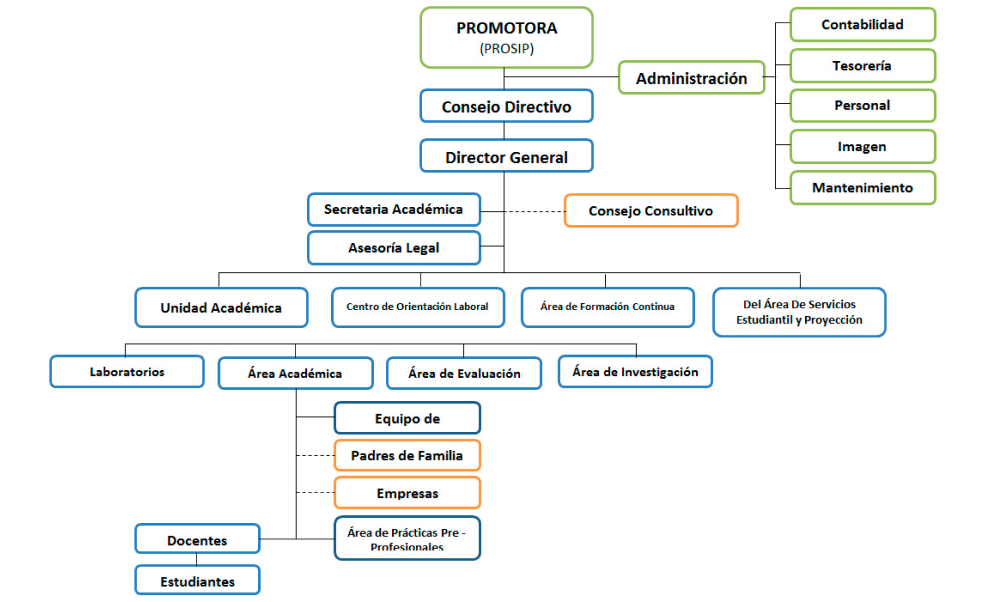 PROMOTORA
(PROSIP)
Contabilidad
Tesorería
Administración
Personal
Consejo Directivo
Imagen
Director General
Mantenimiento
Secretaria Académica
Consejo Consultivo
Asesoría Legal
Unidad Académica
Centro de Orientación Laboral
Área de Formación Continua
Del Área De Servicios
Estudiantil y Proyección
Laboratorios
Área Académica
Área de Evaluación
Área de Investigación
Equipo de
Padres de Familia
Empresas
Área de Prácticas Pre -
Profesionales
Docentes
Estudiantes